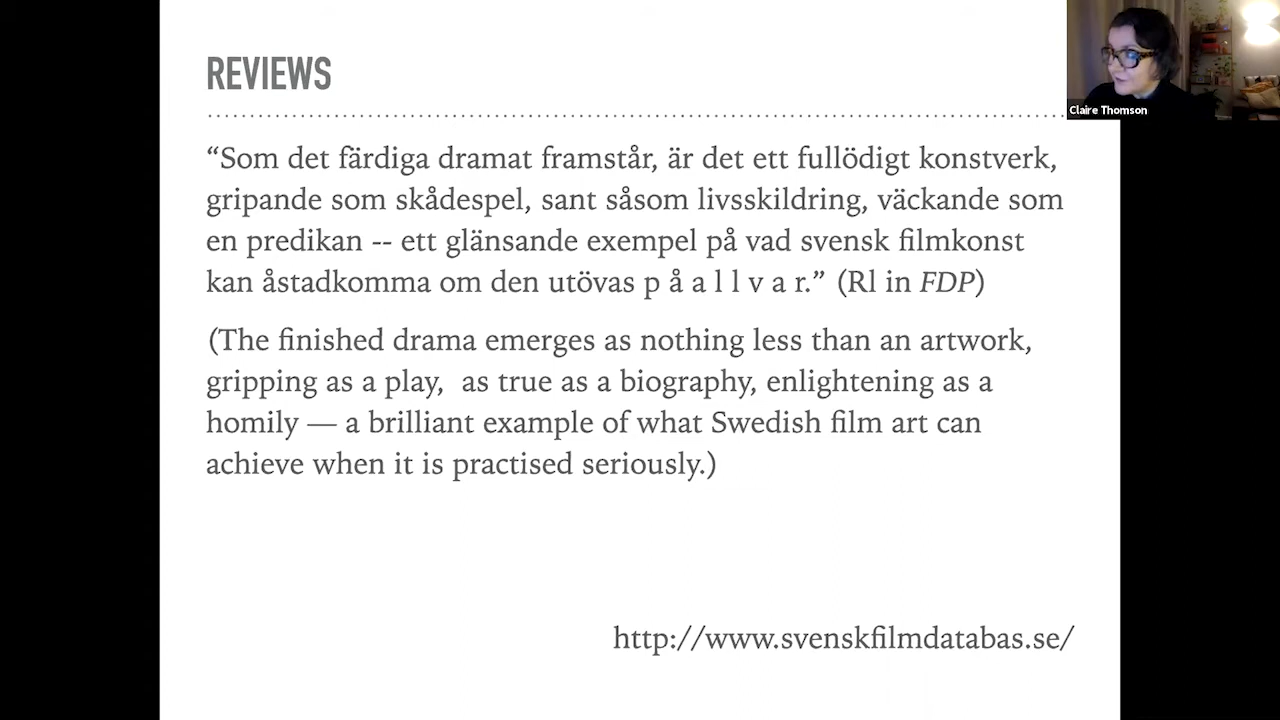 REVIEWS
Claire Thomson
“Som det färdiga dramat framstår, är det ett fullödigt konstverk,
gripande som skådespel, sant såsom livsskildring, väckande som
en predikan -- ett glänsande exempel på vad svensk filmkonst
kan åstadkomma om den utövas p å a l l v a r.” (Rl in FDP)
(The finished drama emerges as nothing less than an artwork,
gripping as a play,  as true as a biography, enlightening as a
homily — a brilliant example of what Swedish film art can
achieve when it is practised seriously.)
http://www.svenskfilmdatabas.se/